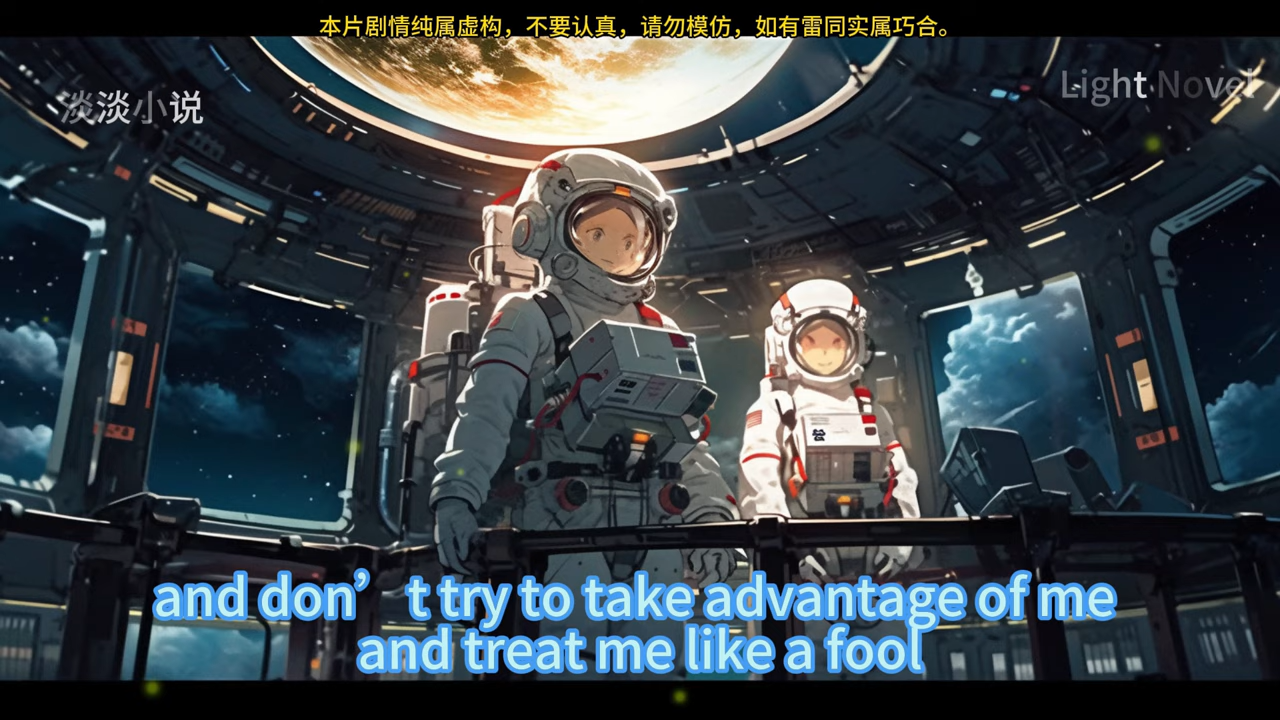 本片剧情纯属虚构，不要认真，请勿模仿，如有雷同实属巧合。
淡淡小说
Light Novel
and don’t try to take advantage of me
and treat me like a fool